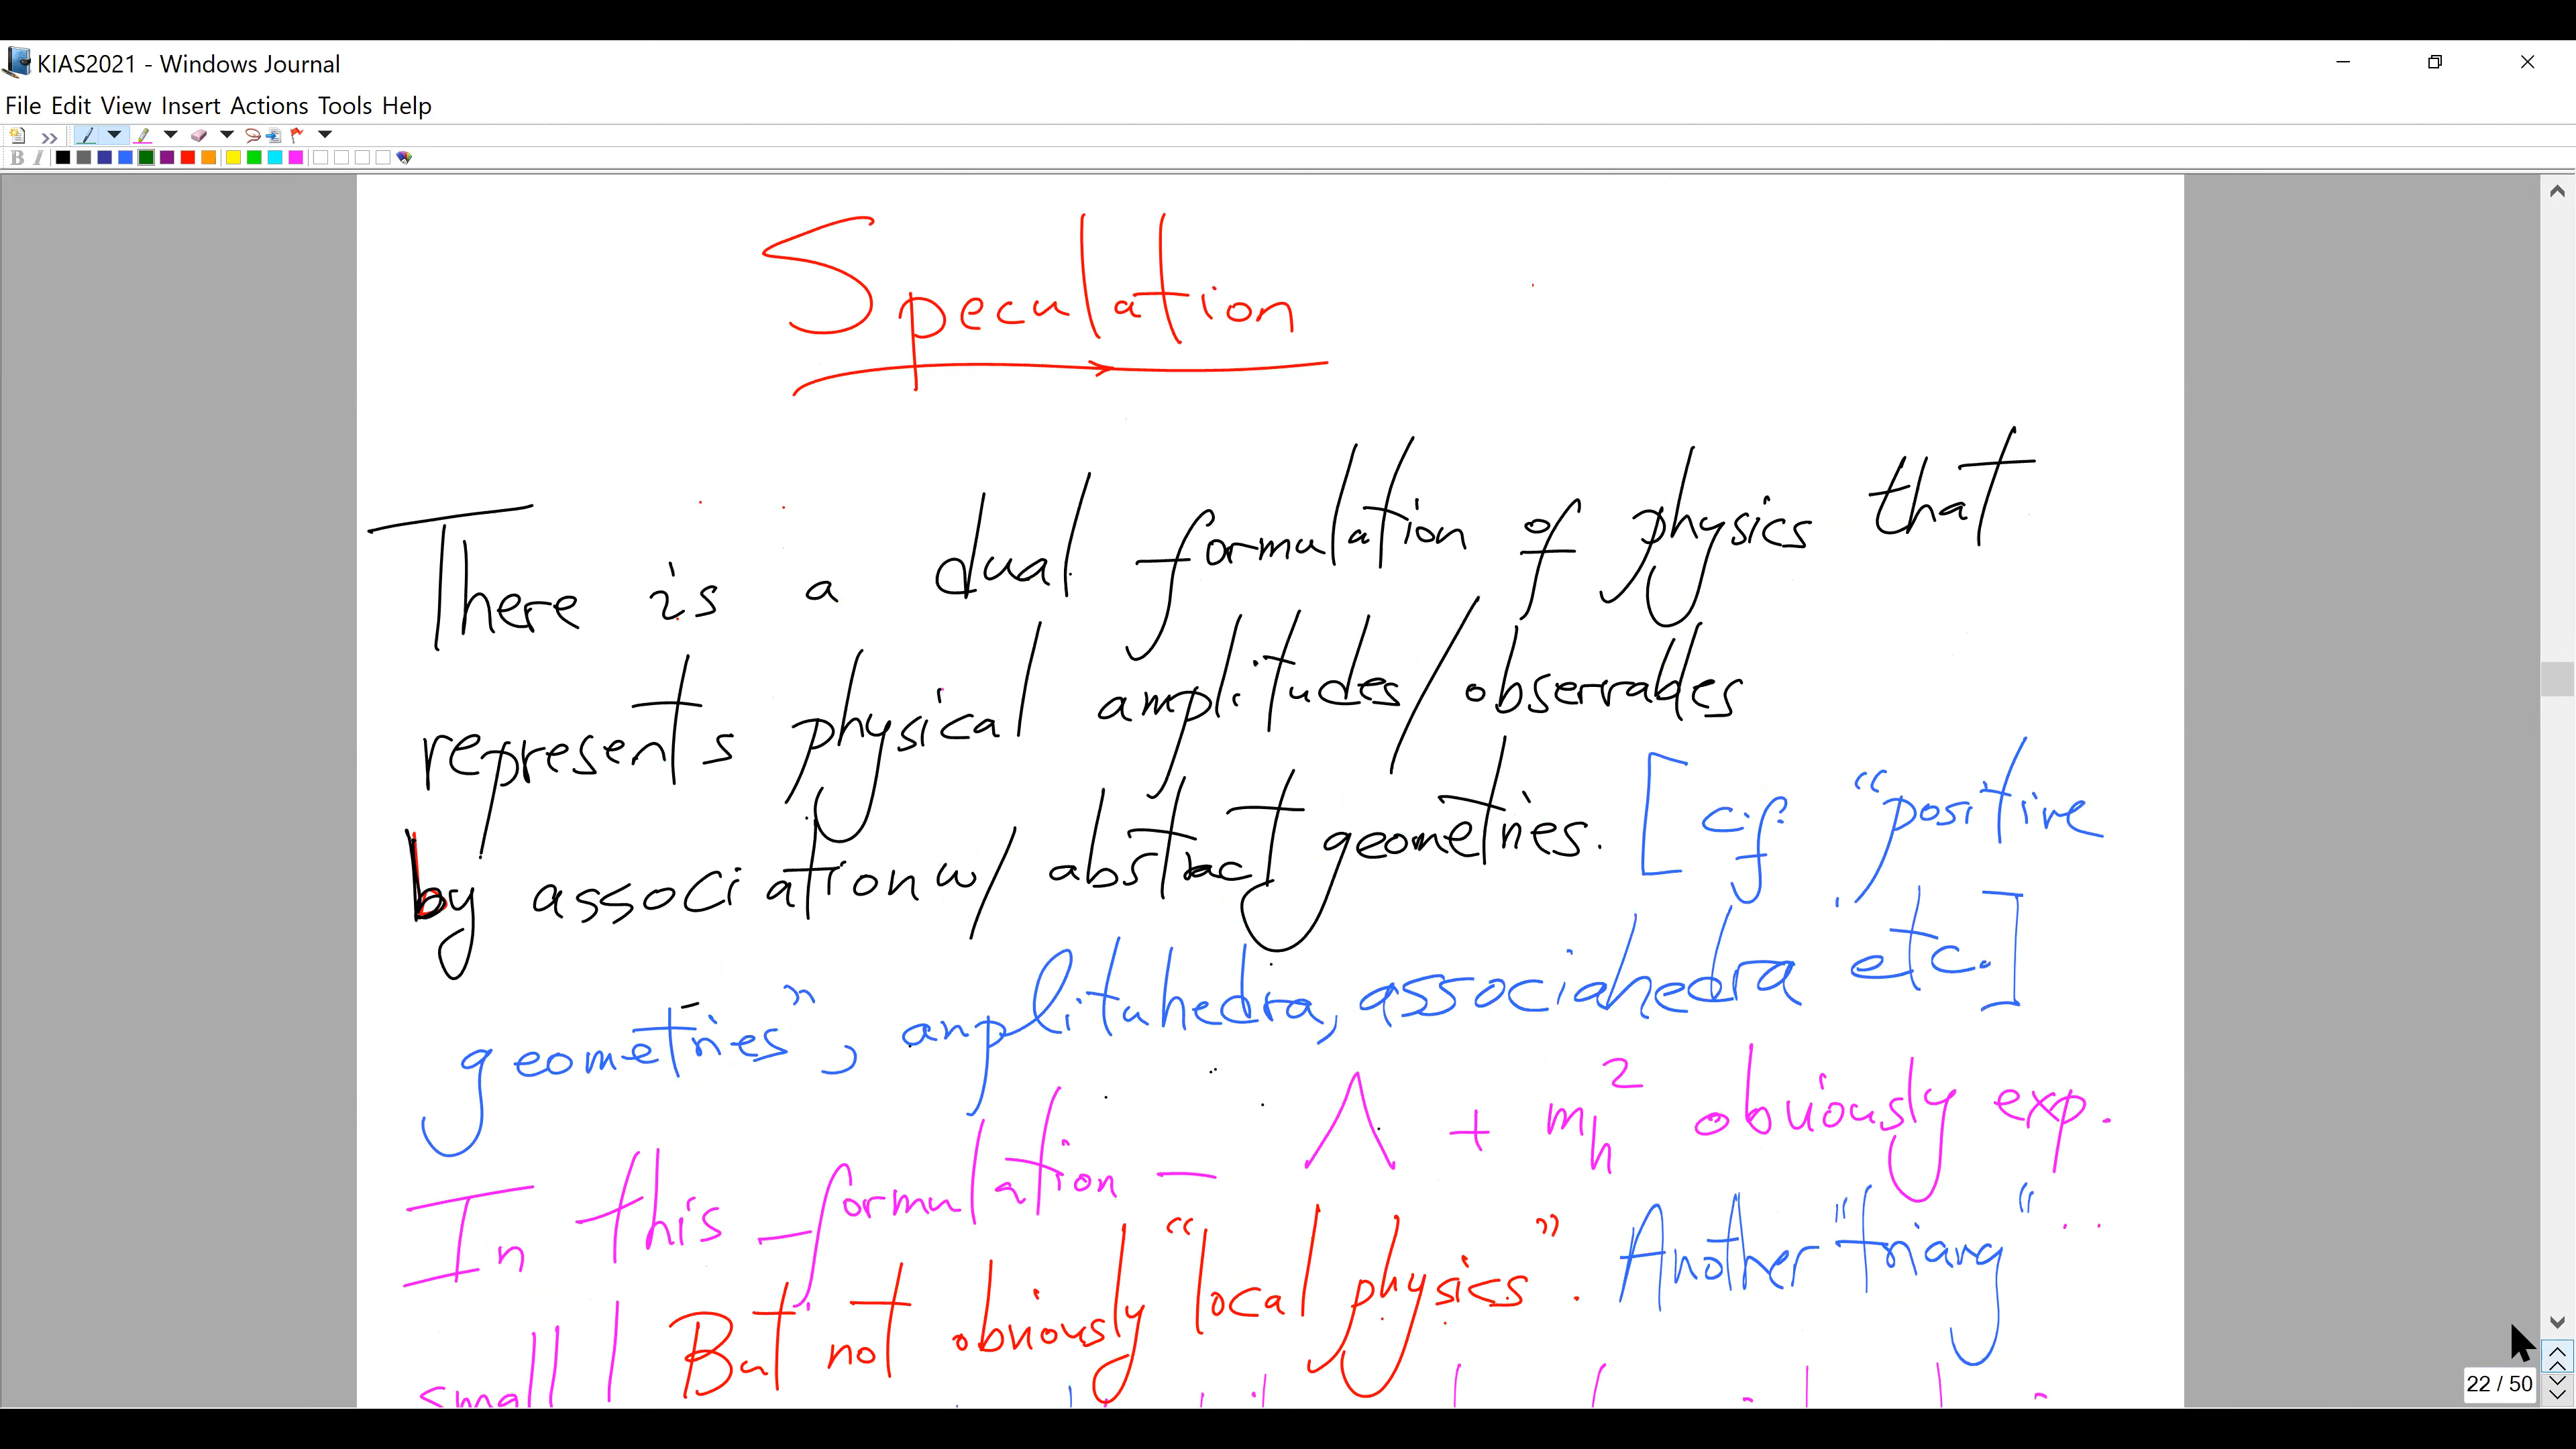 KIAS2021 - Windows Journal
File Edit View Insert Actions Tools Help
B I
Speculation
There is a dual formulation of physics that
represents physical amplitudes/observables
by association w/ abstract geometries. [c.f. "positive
geometries", amplituhedra, associahedra etc.]
In this formulation – Λ + m_h^2 obviously exp.
small! But not obviously "local physics". Another "triang" ..
22 / 50